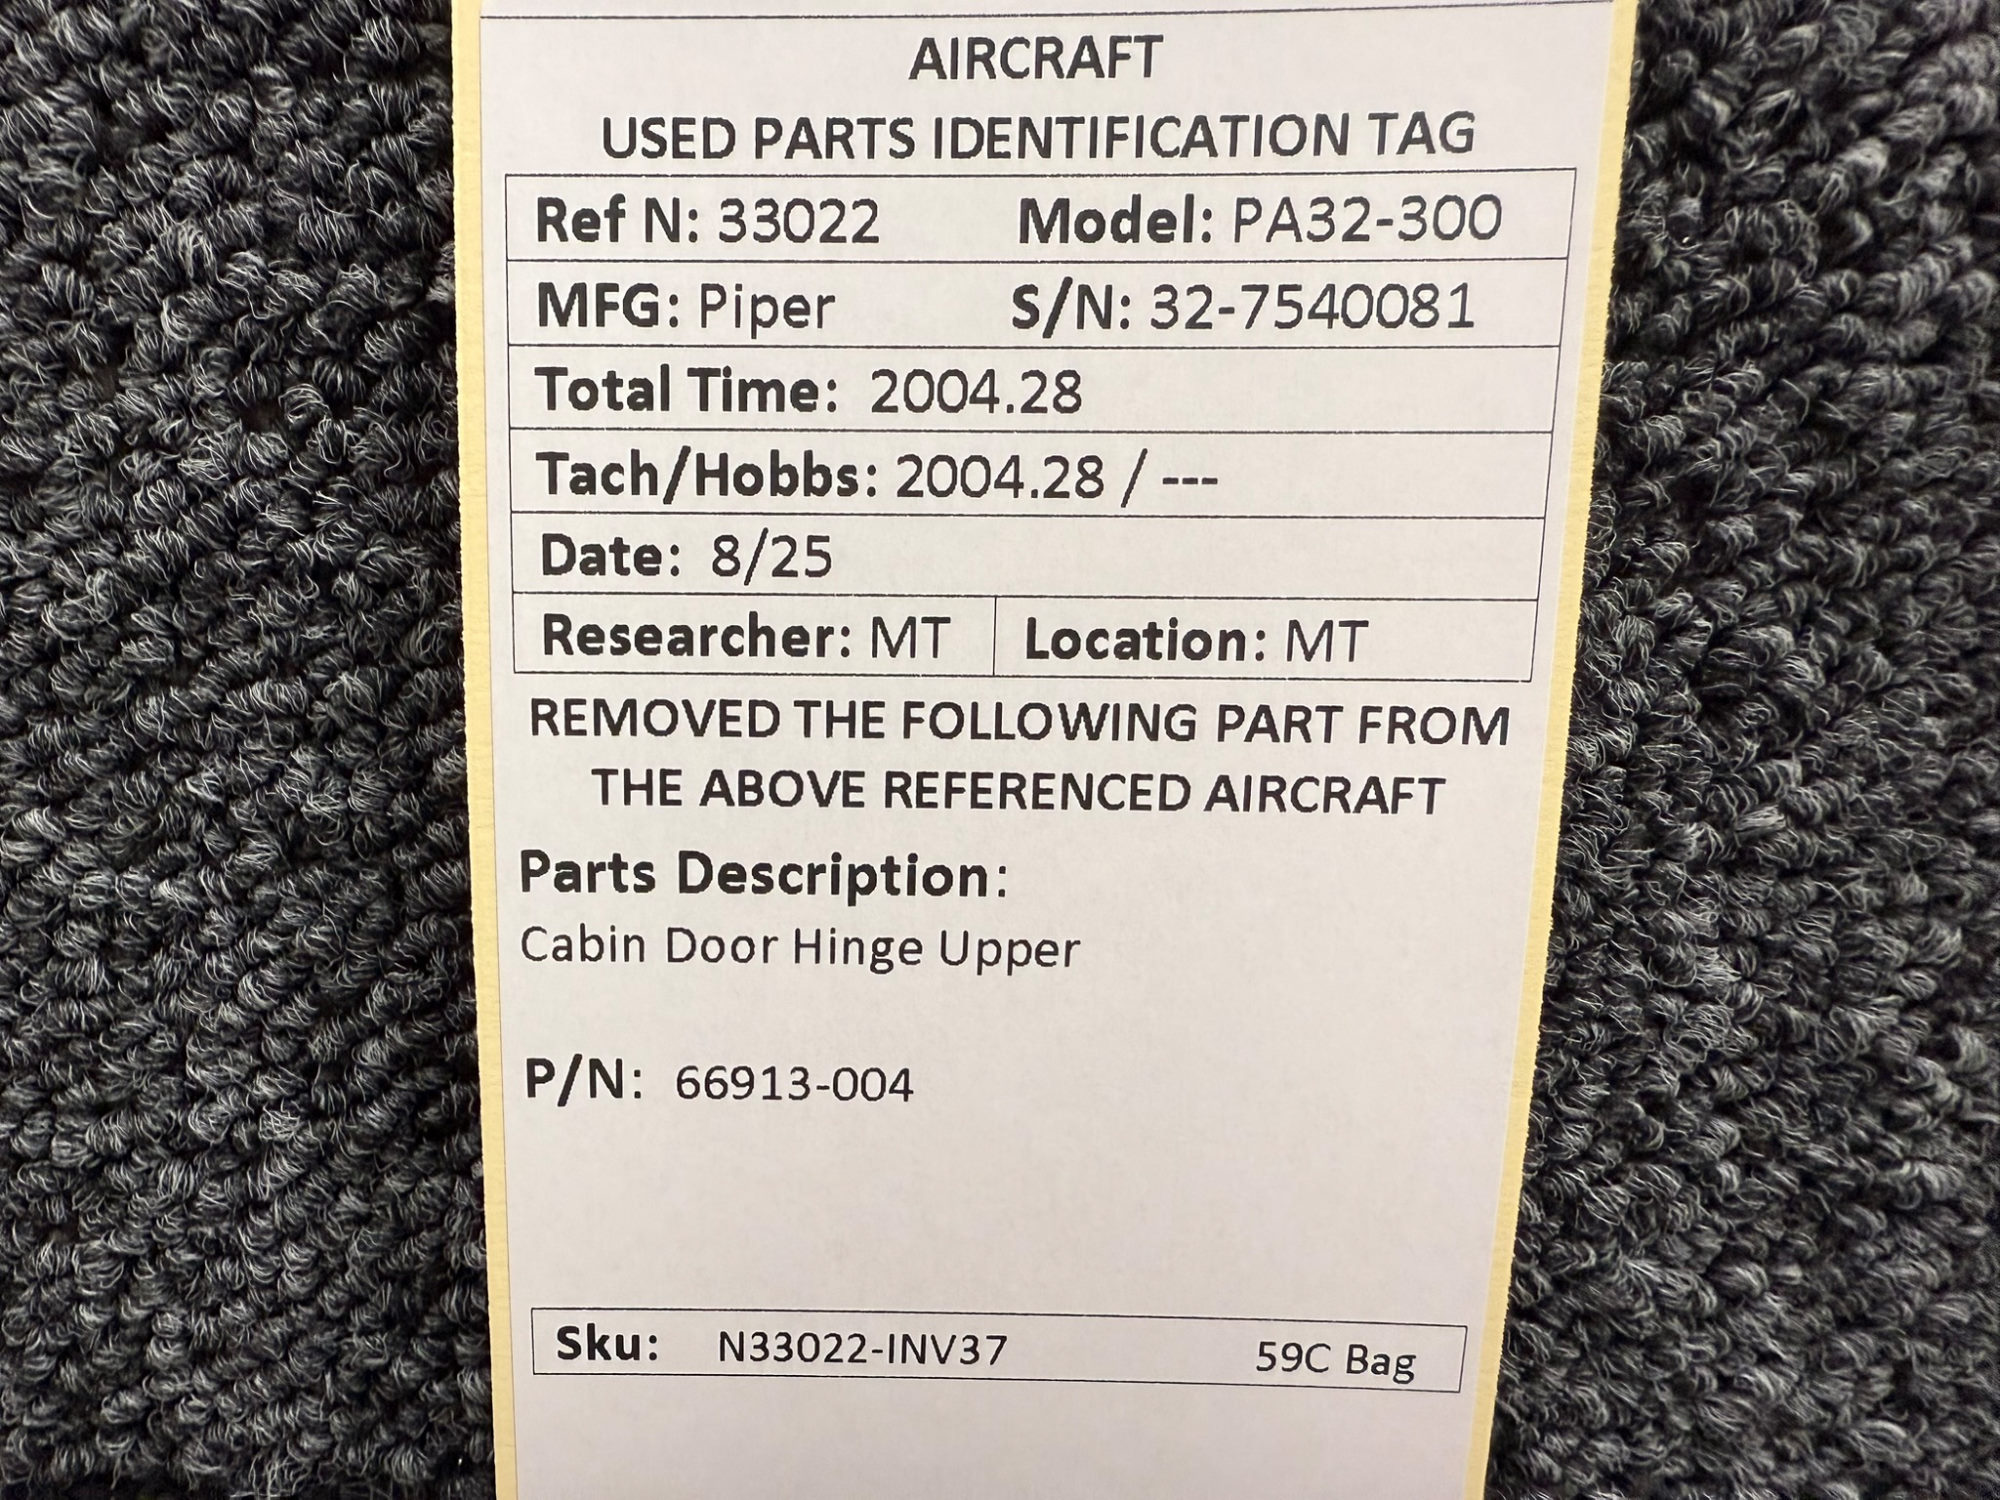 AIRCRAFT
USED PARTS IDENTIFICATION TAG
Ref N: 33022 Model: PA32-300
MFG: Piper S/N: 32-7540081
Total Time: 2004.28
Tach/Hobbs: 2004.28 / ---
Date: 8/25
Researcher: MT Location: MT
REMOVED THE FOLLOWING PART FROM
THE ABOVE REFERENCED AIRCRAFT
Parts Description:
Cabin Door Hinge Upper
P/N: 66913-004
Sku: N33022-INV37 59C Bag